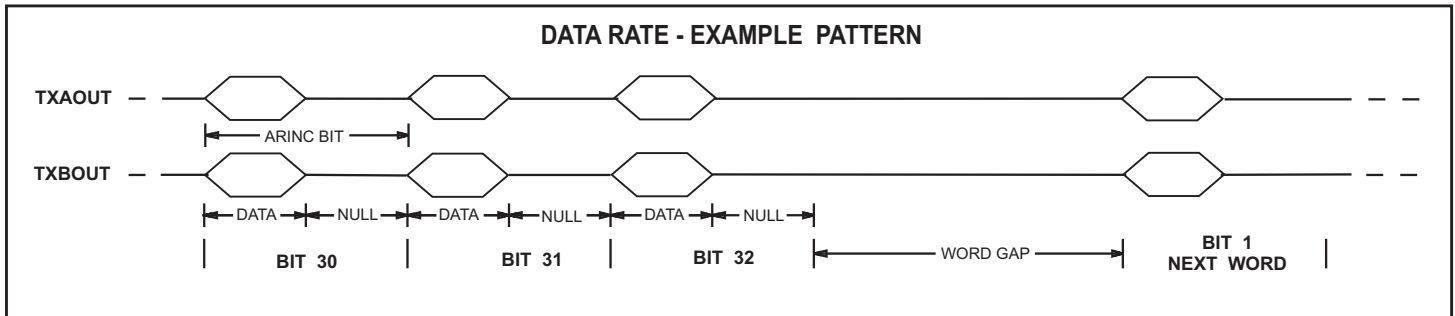 DATA RATE - EXAMPLE PATTERN
TXAOUT
ARINC BIT
TXBOUT
DATA NULL DATA NULL DATA NULL
BIT 30 BIT 31 BIT 32 WORD GAP BIT 1
NEXT WORD